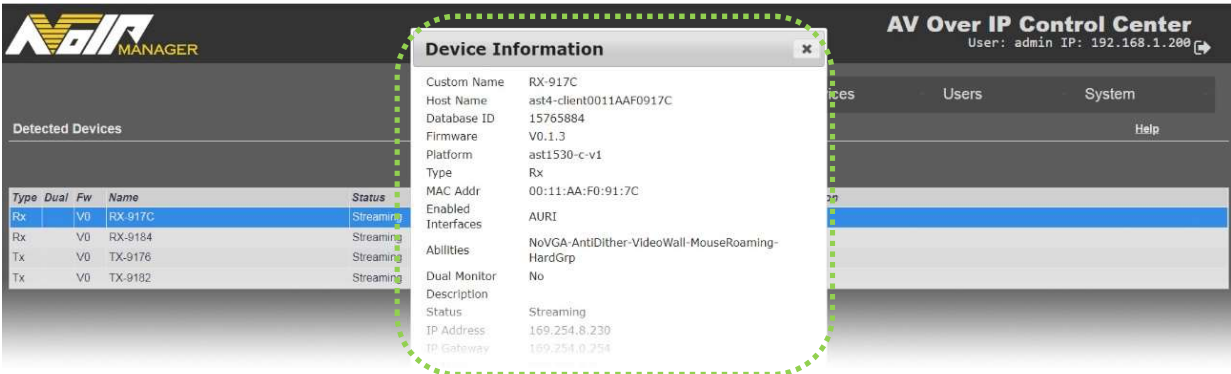 AVoIP MANAGER
AV Over IP Control Center
User: admin IP: 192.168.1.200
Users
System
Detected Devices
Help
Type Dual Fw Name Status
Rx V0 RX-917C Streaming
Rx V0 RX-9184 Streaming
Tx V0 TX-9176 Streaming
Tx V0 TX-9182 Streaming
Device Information
Custom Name RX-917C
Host Name ast4-client0011AAF0917C
Database ID 15765884
Firmware V0.1.3
Platform ast1530-c-v1
Type Rx
MAC Addr 00:11:AA:F0:91:7C
Enabled
Interfaces AURI
Abilities NoVGA-AntiDither-VideoWall-MouseRoaming-
HardGrp
Dual Monitor No
Description
Status Streaming
IP Address 169.254.8.230
IP Gateway 169.254.0.254